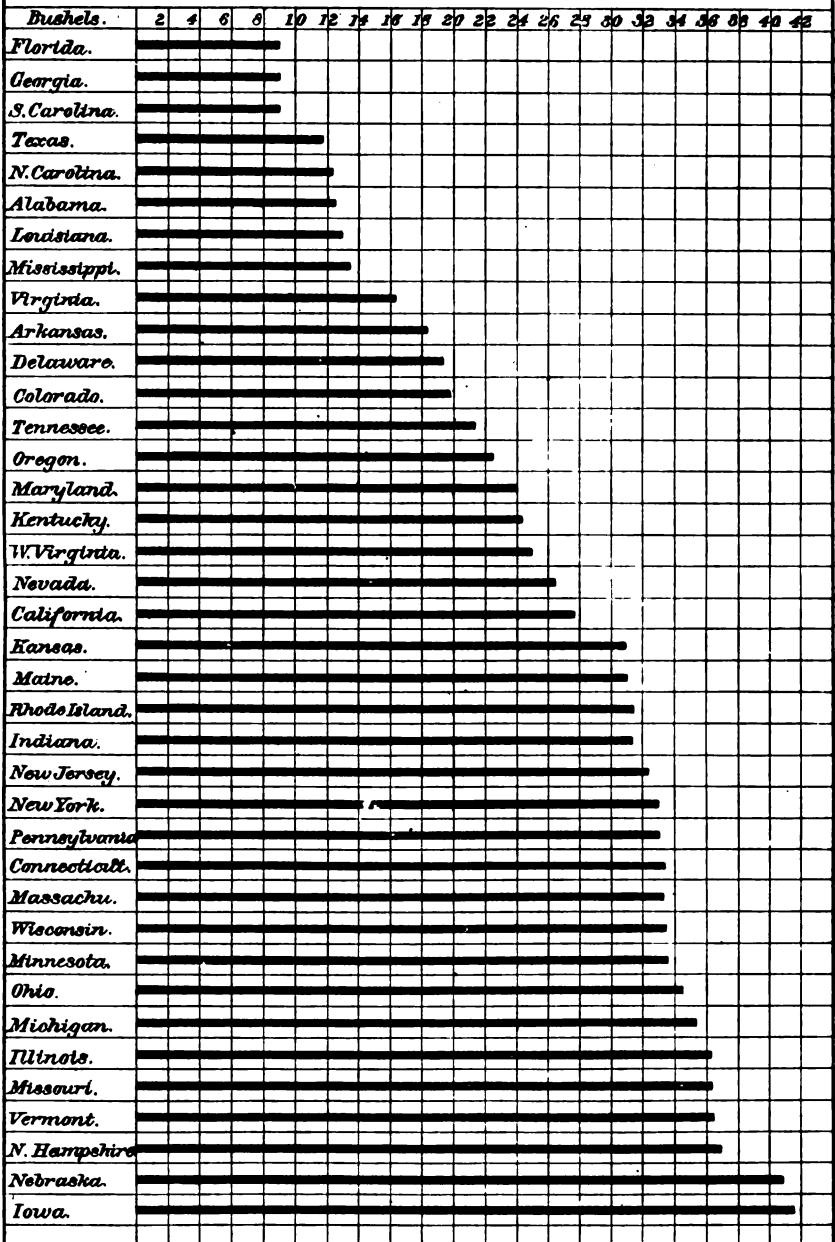 Bushels. 2 4 6 8 10 12 14 16 18 20 22 24 26 28 30 32 34 36 38 40 42
Florida.
Georgia.
S. Carolina.
Texas.
N. Carolina.
Alabama.
Louisiana.
Mississippi.
Virginia.
Arkansas.
Delaware.
Colorado.
Tennessee.
Oregon.
Maryland.
Kentucky.
W. Virginia.
Nevada.
California.
Kansas.
Maine.
Rhode Island.
Indiana.
New Jersey.
New York.
Pennsylvania
Connecticut.
Massachu.
Wisconsin.
Minnesota.
Ohio.
Michigan.
Illinois.
Missouri.
Vermont.
N. Hampshire
Nebraska.
Iowa.